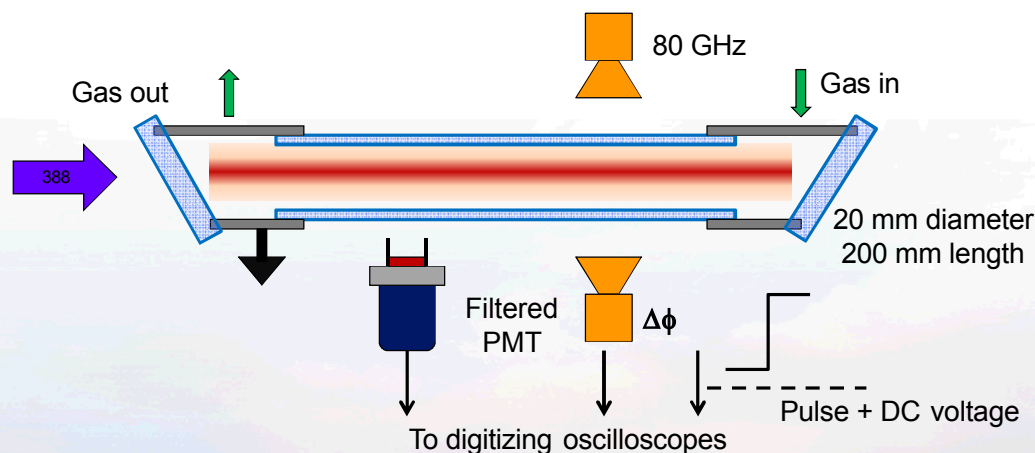 80 GHz
Gas out
Gas in
388
20 mm diameter
200 mm length
Filtered
PMT
Δϕ
Pulse + DC voltage
To digitizing oscilloscopes